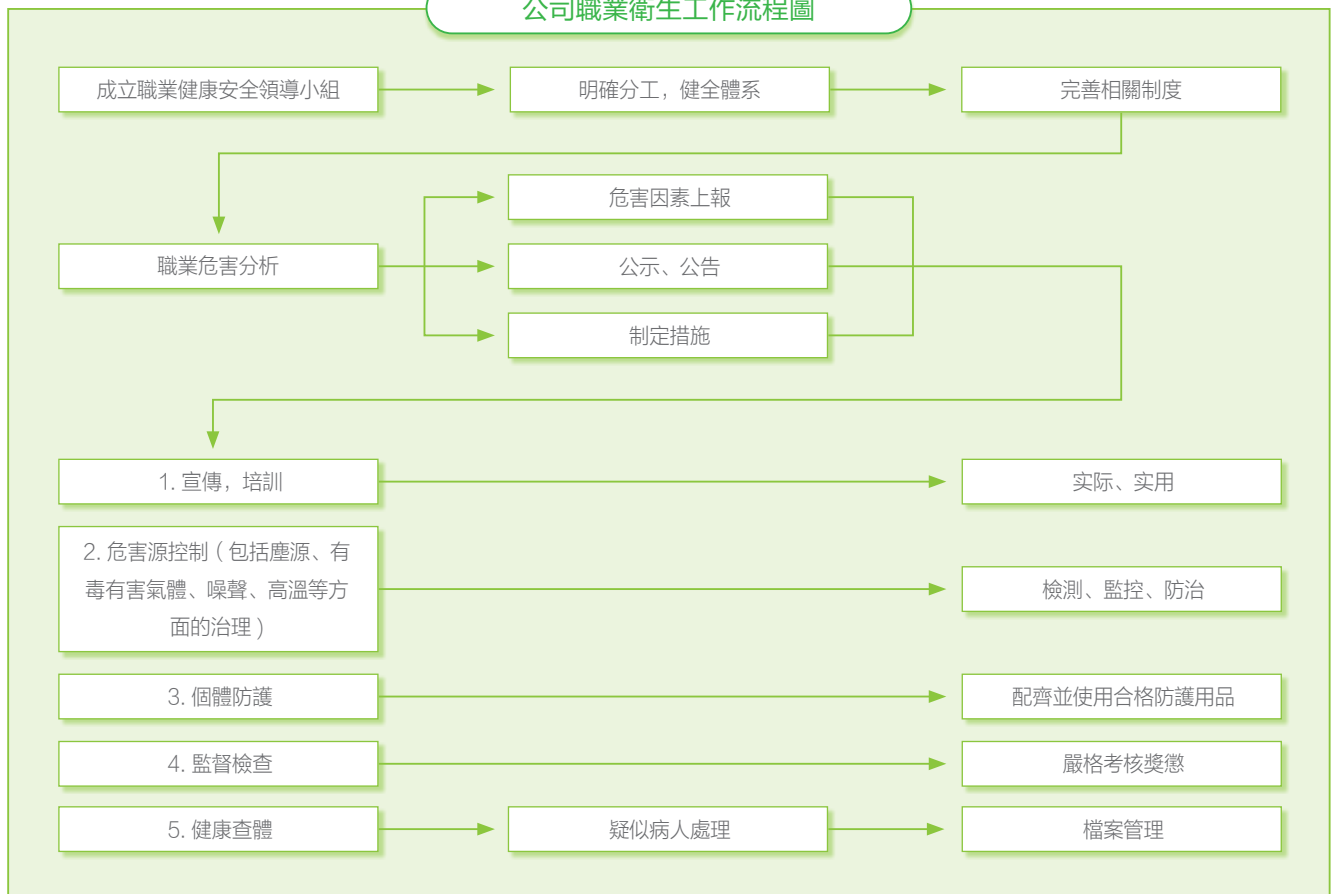 公司職業衛生工作流程圖
成立職業健康安全領導小組
明確分工，健全體系
完善相關制度
危害因素上報
職業危害分析
公示、公告
制定措施
1. 宣傳，培訓
实际、实用
2. 危害源控制（包括塵源、有
毒有害氣體、噪聲、高溫等方
面的治理）
檢測、監控、防治
3. 個體防護
配齊並使用合格防護用品
4. 監督檢查
嚴格考核獎懲
5. 健康查體
疑似病人處理
檔案管理